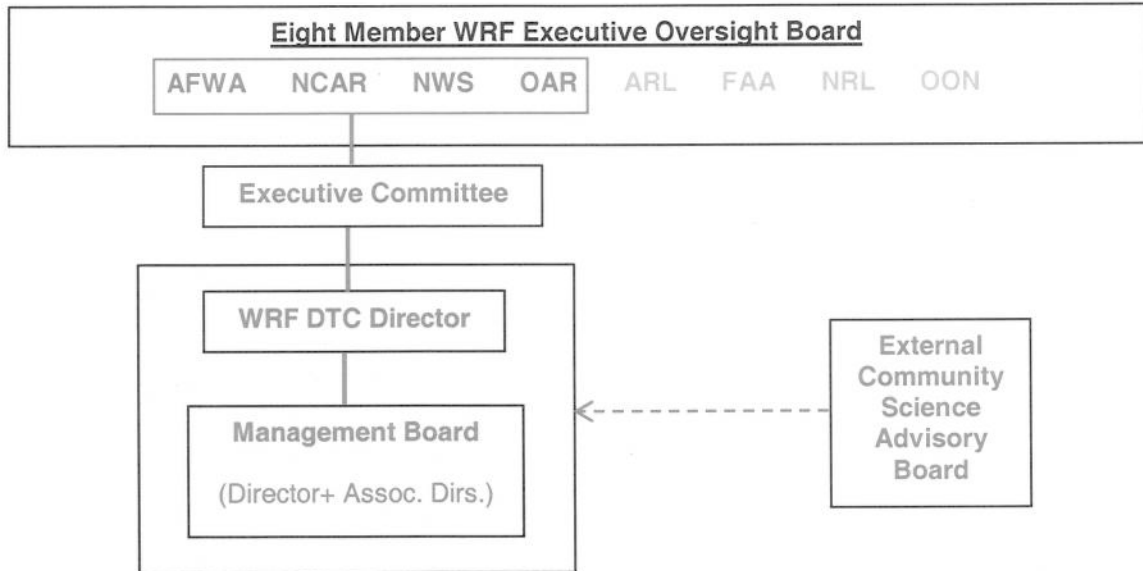 Eight Member WRF Executive Oversight Board
AFWA NCAR NWS OAR ARL FAA NRL OON
Executive Committee
WRF DTC Director
Management Board
(Director+ Assoc. Dirs.)
External
Community
Science
Advisory
Board